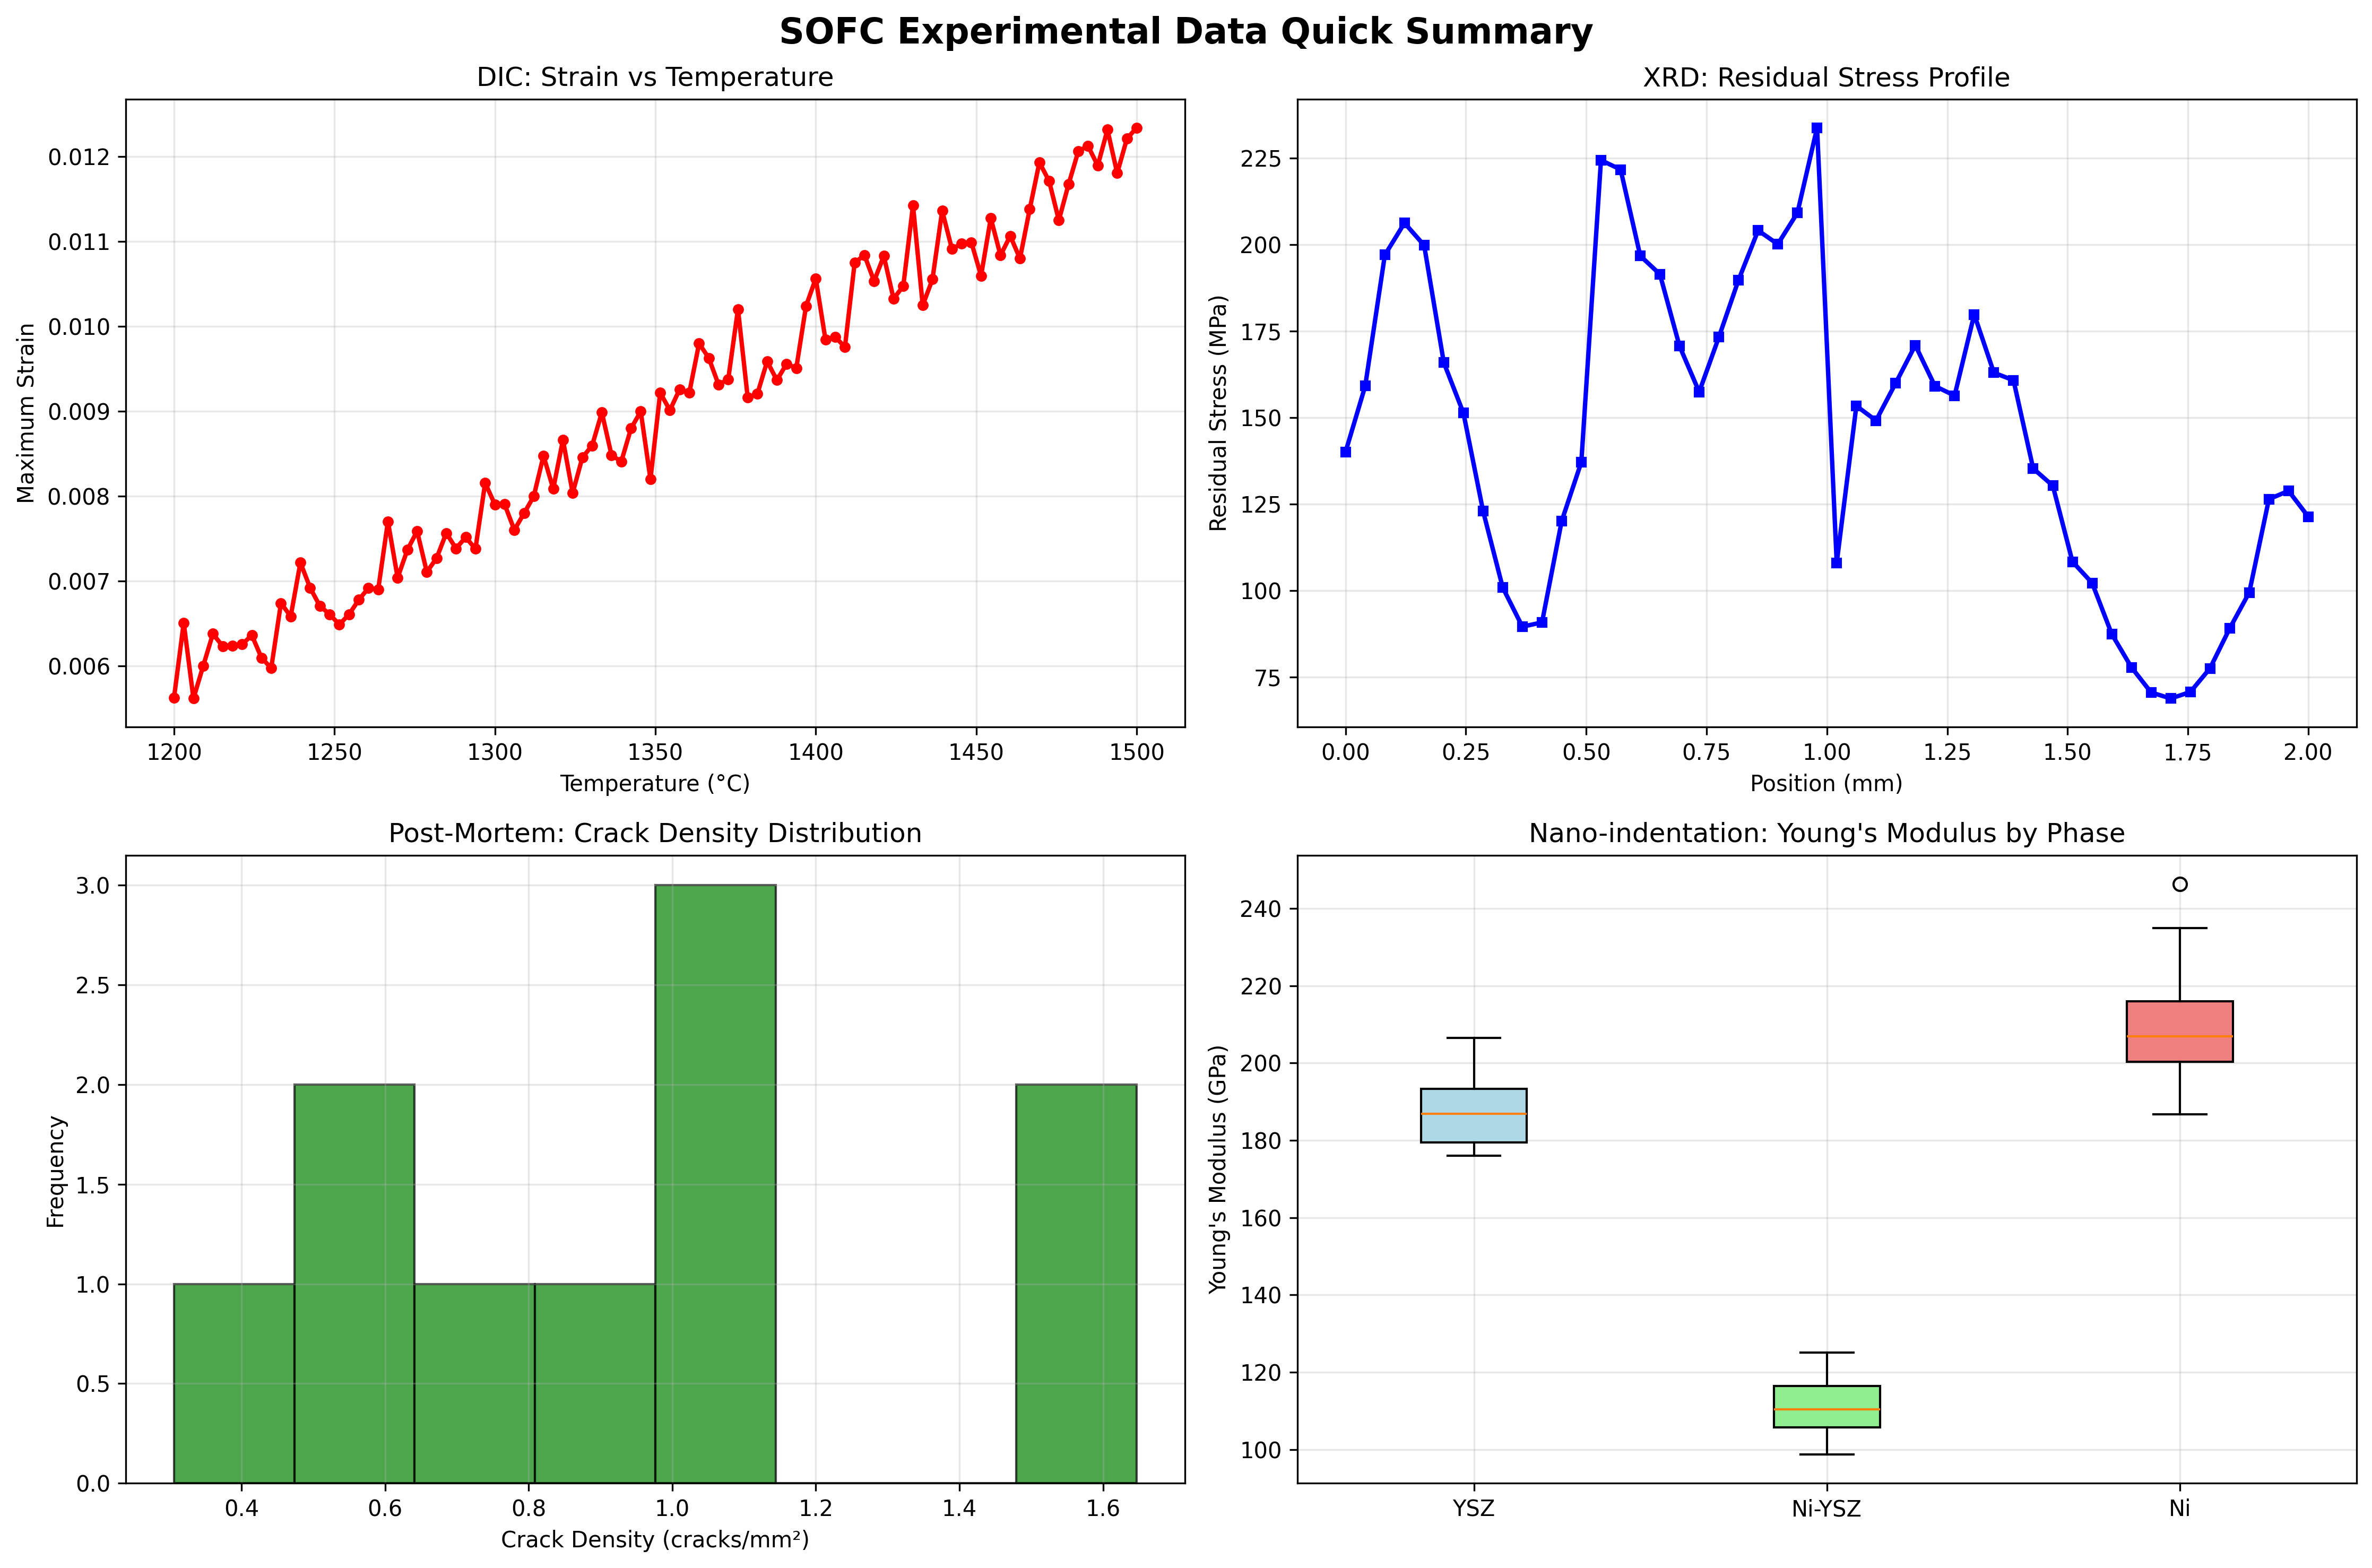 SOFC Experimental Data Quick Summary
DIC: Strain vs Temperature
Maximum Strain
0.012
0.011
0.010
0.009
0.008
0.007
0.006
1200 1250 1300 1350 1400 1450 1500
Temperature (°C)
XRD: Residual Stress Profile
Residual Stress (MPa)
225
200
175
150
125
100
75
0.00 0.25 0.50 0.75 1.00 1.25 1.50 1.75 2.00
Position (mm)
Post-Mortem: Crack Density Distribution
Frequency
3.0
2.5
2.0
1.5
1.0
0.5
0.0
0.4 0.6 0.8 1.0 1.2 1.4 1.6
Crack Density (cracks/mm²)
Nano-indentation: Young's Modulus by Phase
Young's Modulus (GPa)
240
220
200
180
160
140
120
100
YSZ Ni-YSZ Ni